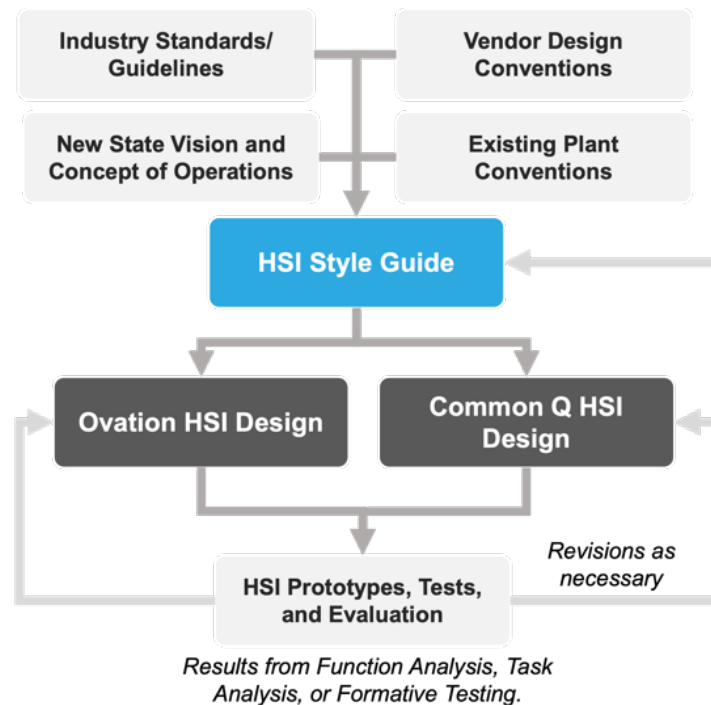 Industry Standards/
Guidelines
Vendor Design
Conventions
New State Vision and
Concept of Operations
Existing Plant
Conventions
HSI Style Guide
Ovation HSI Design
Common Q HSI
Design
HSI Prototypes, Tests,
and Evaluation
Revisions as
necessary
Results from Function Analysis, Task
Analysis, or Formative Testing.